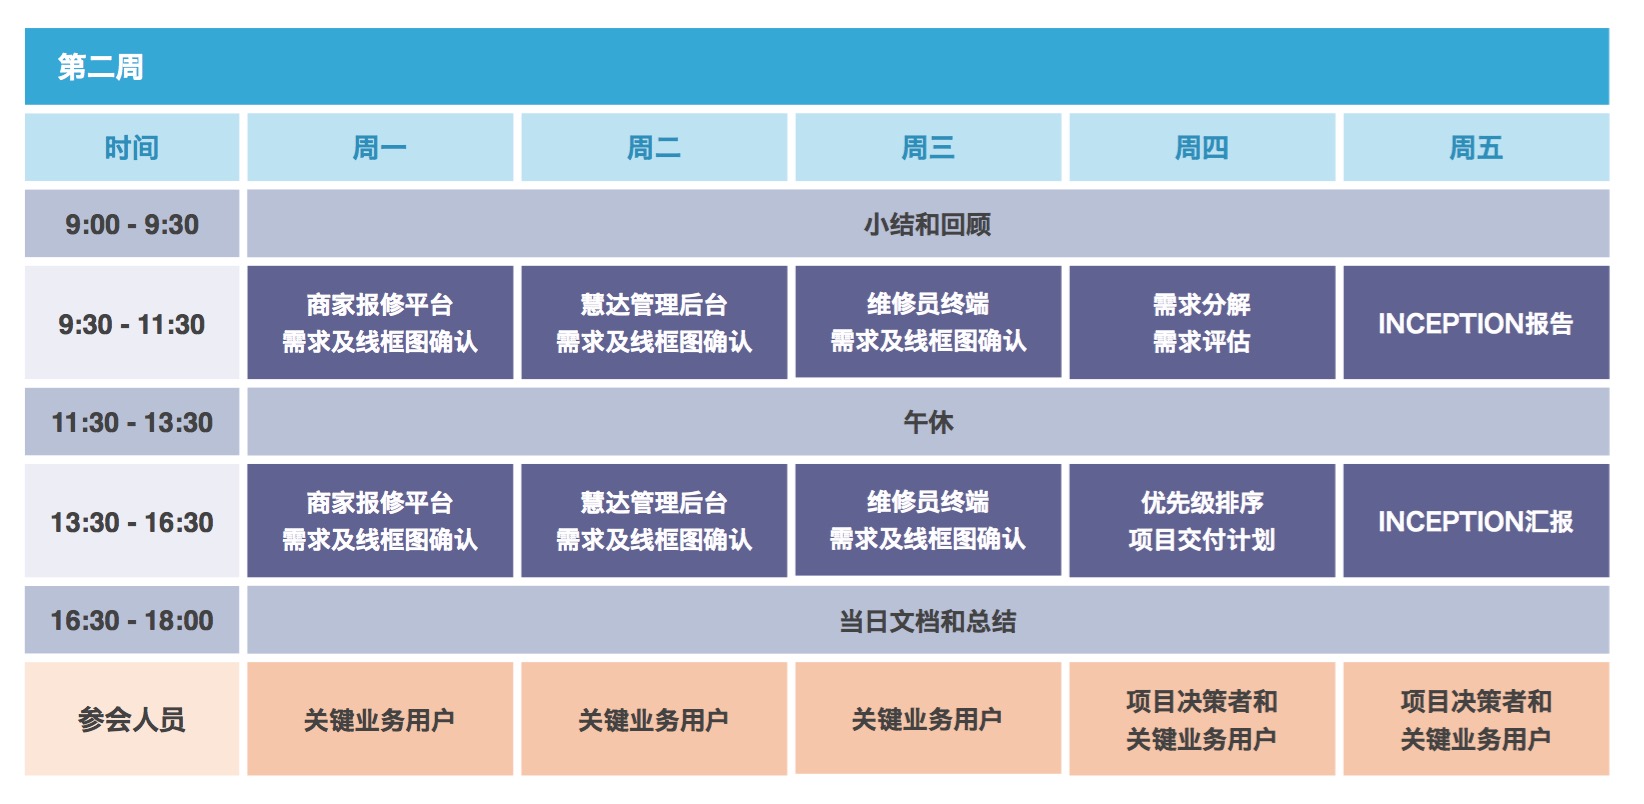 第二周
时间 周一 周二 周三 周四 周五
9:00 - 9:30 小结和回顾
9:30 - 11:30
商家报修平台
需求及线框图确认
慧达管理后台
需求及线框图确认
维修员终端
需求及线框图确认
需求分解
需求评估
INCEPTION报告
11:30 - 13:30 午休
13:30 - 16:30
商家报修平台
需求及线框图确认
慧达管理后台
需求及线框图确认
维修员终端
需求及线框图确认
优先级排序
项目交付计划
INCEPTION汇报
16:30 - 18:00 当日文档和总结
参会人员
关键业务用户
关键业务用户
关键业务用户
项目决策者和
关键业务用户
项目决策者和
关键业务用户